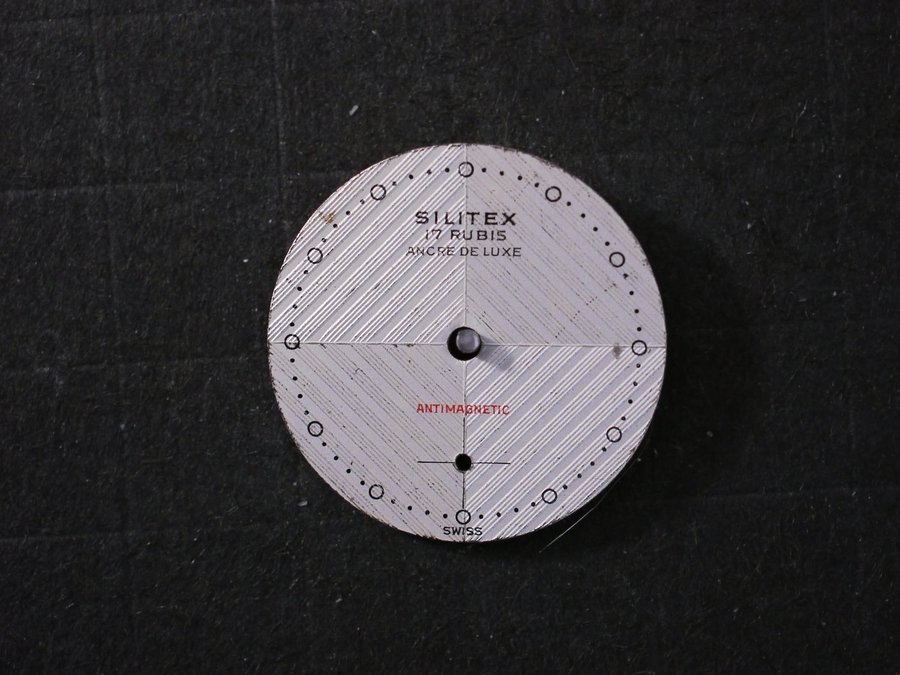 SILITEX
17 RUBIS
ANCRE DE LUXE
ANTIMAGNETIC
SWISS